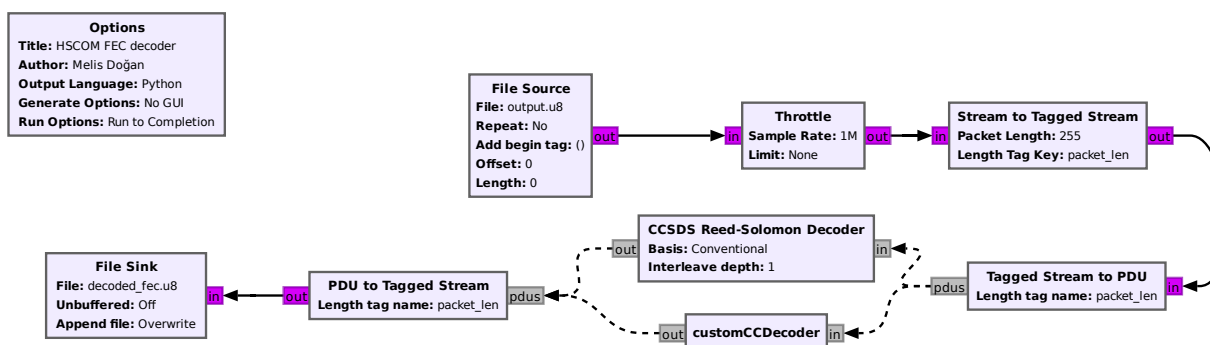 Options
Title: HSCOM FEC decoder
Author: Melis Doğan
Output Language: Python
Generate Options: No GUI
Run Options: Run to Completion
File Source
File: output.u8
Repeat: No
Add begin tag: ()
Offset: 0
Length: 0
out
in
Throttle
Sample Rate: 1M
Limit: None
out
in
Stream to Tagged Stream
Packet Length: 255
Length Tag Key: packet_len
out
File Sink
File: decoded_fec.u8
Unbuffered: Off
Append file: Overwrite
in
out
PDU to Tagged Stream
Length tag name: packet_len
pdus
out
CCSDS Reed-Solomon Decoder
Basis: Conventional
Interleave depth: 1
in
out
customCCDecoder
in
pdus
Tagged Stream to PDU
Length tag name: packet_len
in